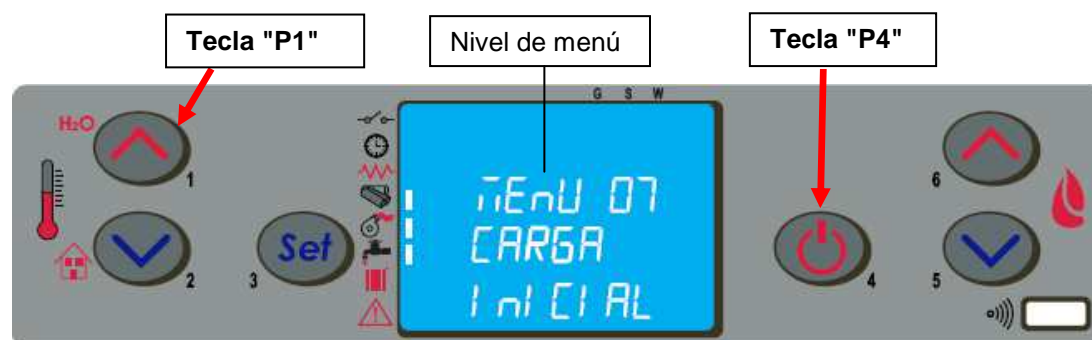 Tecla "P1"
Nivel de menú
Tecla "P4"
G S W
H₂O
1
2
3
Set
MEnU 07
CARGA
InICIAL
4
5
6